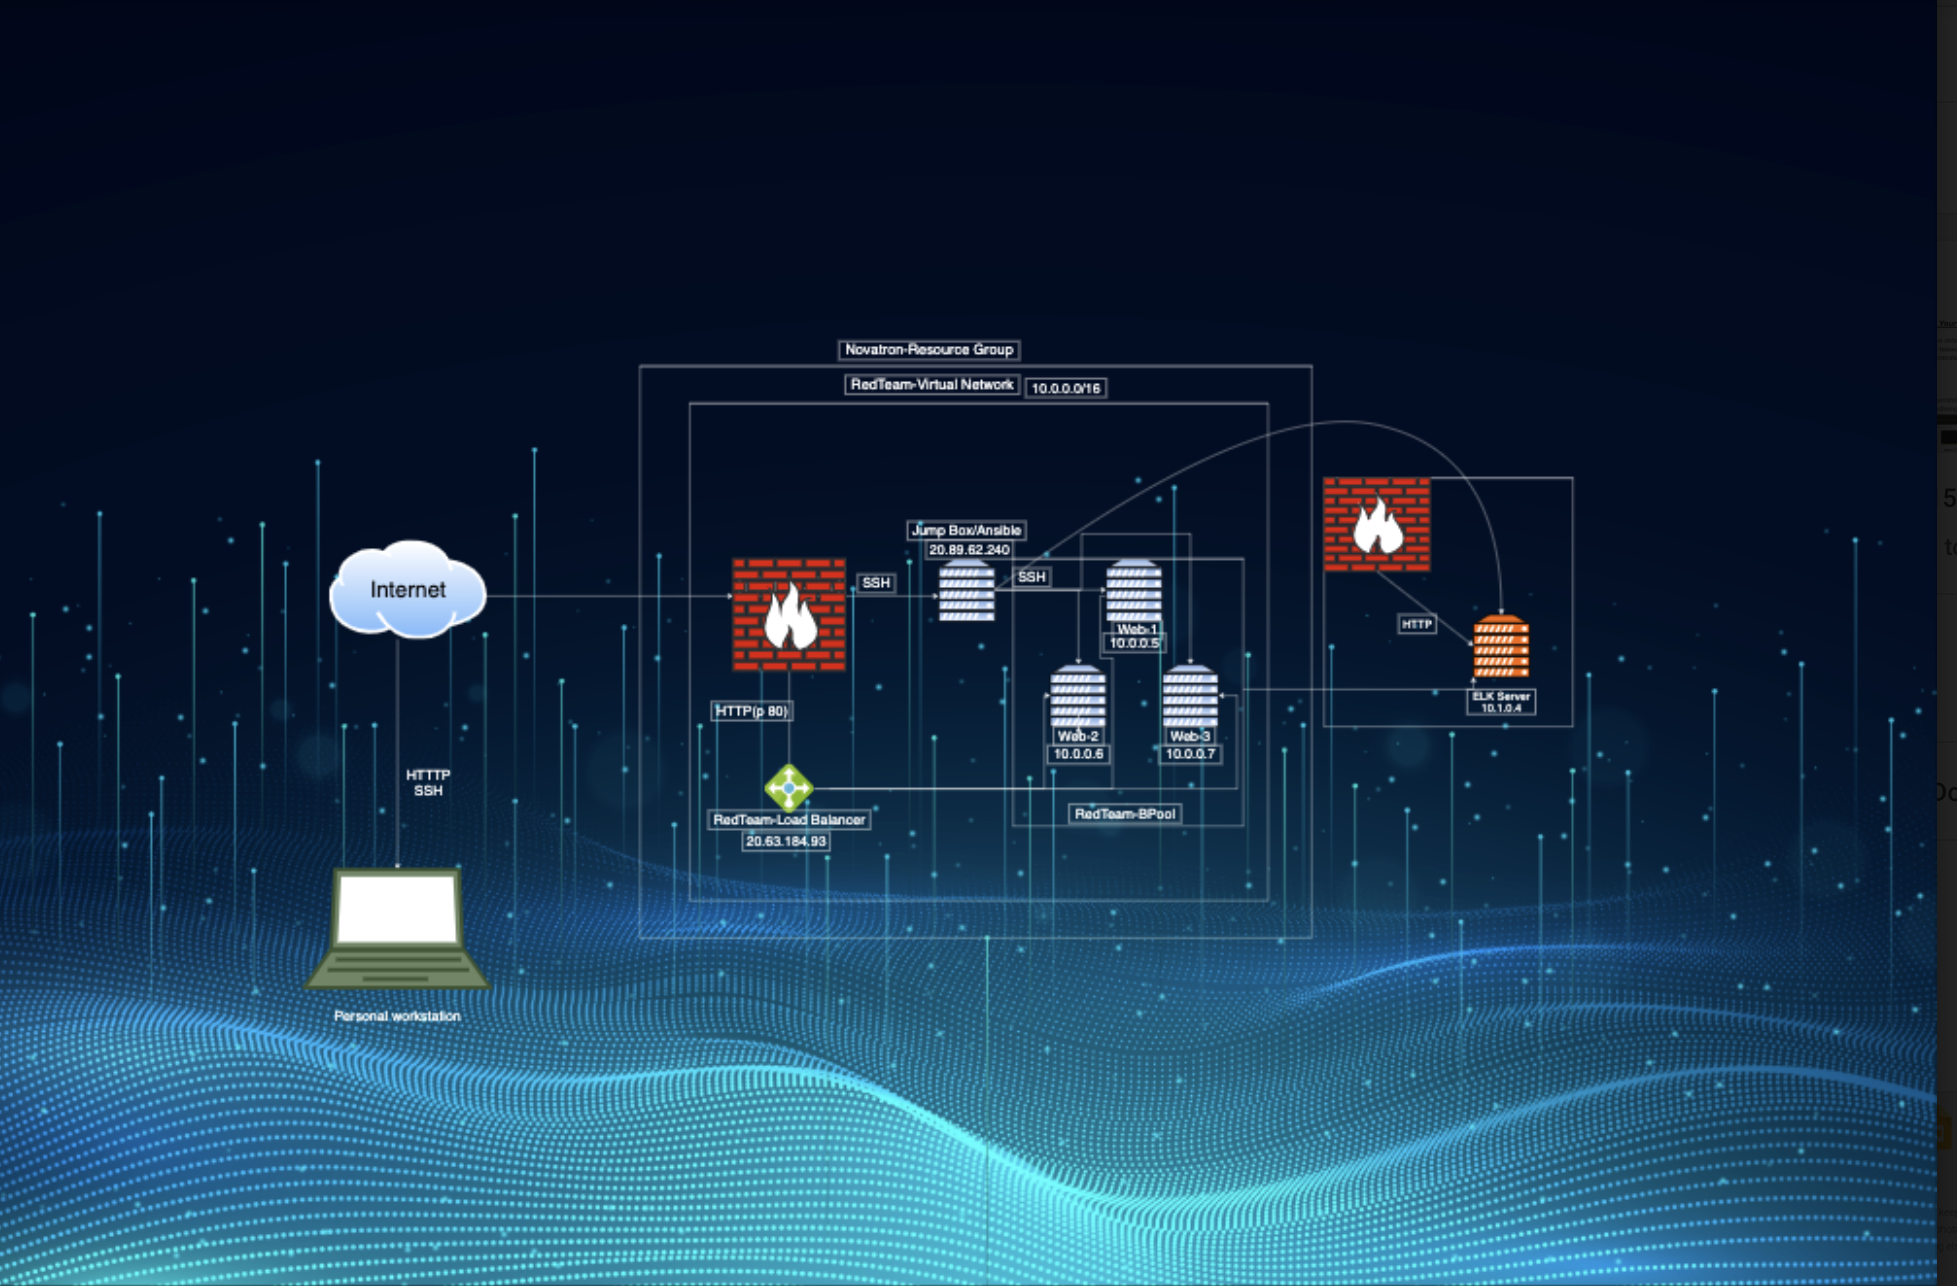 Novatron-Resource Group
RedTeam-Virtual Network
10.0.0.0/16
Jump Box/Ansible
20.89.62.240
Internet
SSH
SSH
Web-1
10.0.0.5
HTTP
HTTP(p 80)
Web-2
10.0.0.6
Web-3
10.0.0.7
ELK Server
10.1.0.4
HTTTP
SSH
RedTeam-Load Balancer
20.63.184.93
RedTeam-BPool
Personal workstation